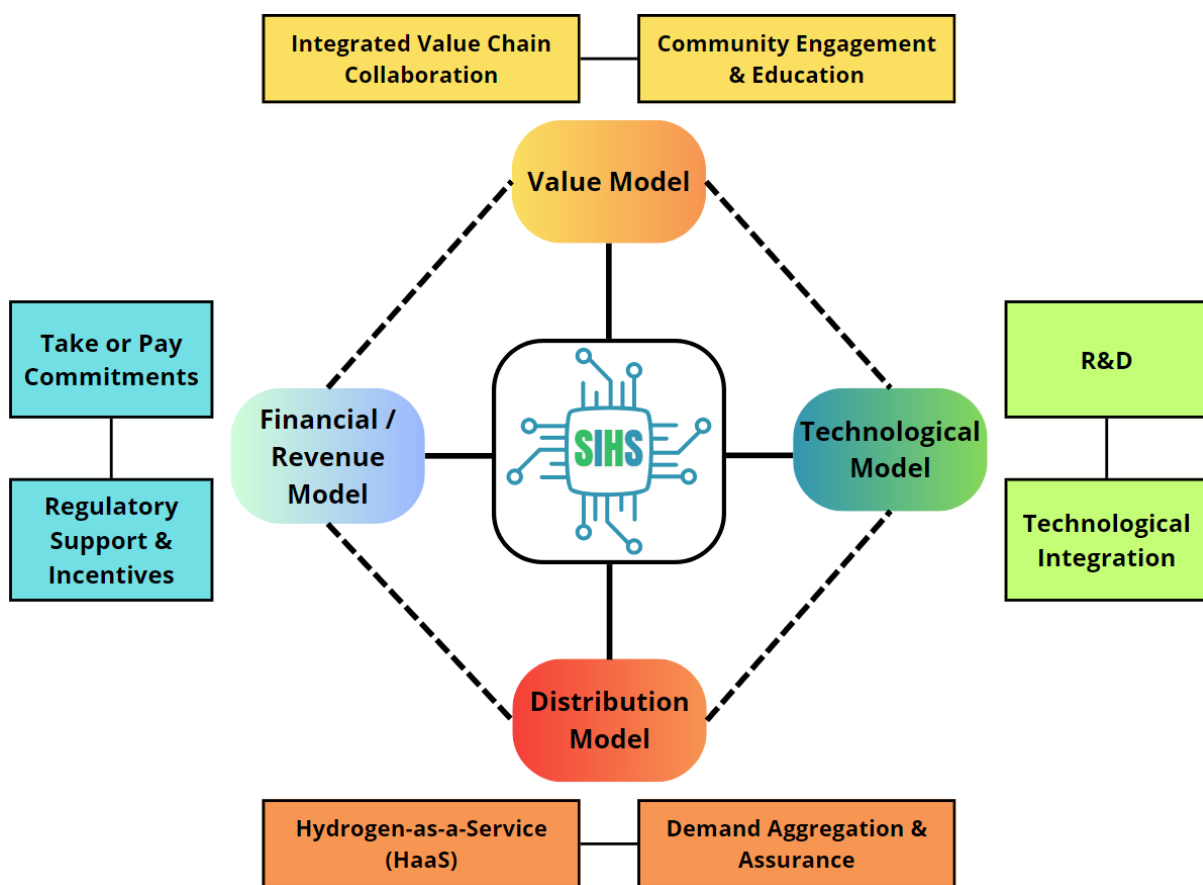 Integrated Value Chain
Collaboration
Community Engagement
& Education
Value Model
Take or Pay
Commitments
Regulatory
Support &
Incentives
Financial /
Revenue
Model
SIHS
Technological
Model
R&D
Technological
Integration
Distribution
Model
Hydrogen-as-a-Service
(HaaS)
Demand Aggregation &
Assurance